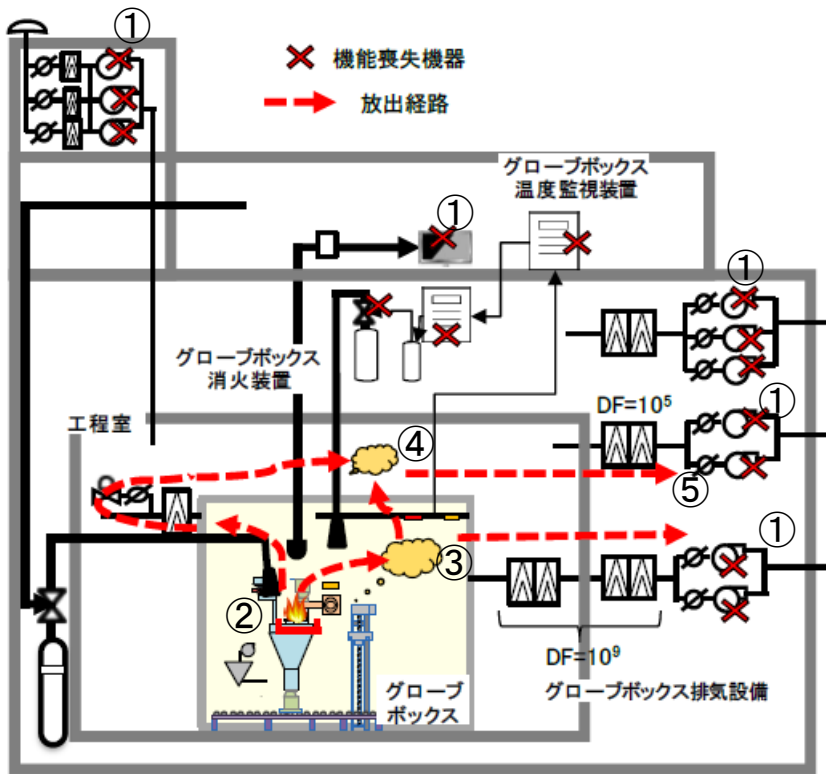 ①
機能喪失機器
放出経路
グローブボックス
温度監視装置
①
①
グローブボックス
消火装置
DF=10⁵
①
工程室
④
⑤
①
③
②
DF=10⁹
グローブ
ボックス
グローブボックス排気設備